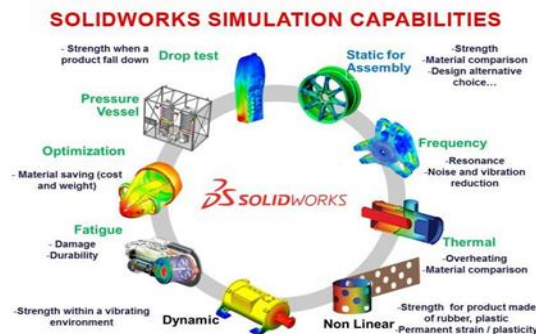 SOLIDWORKS SIMULATION CAPABILITIES
- Strength when a
product fall down
Drop test
Static for
Assembly
- Strength
- Material comparison
-Design alternative
choice...
Pressure
Vessel
Frequency
- Resonance
-Noise and vibration
reduction
Optimization
- Material saving (cost
and weight)
SOLIDWORKS
Thermal
- Overheating
-Material comparison
Fatigue
- Damage
- Durability
Dynamic
-Strength within a vibrating
environment
Non Linear
-Strength for product made
of rubber, plastic
-Permanent strain / plasticity